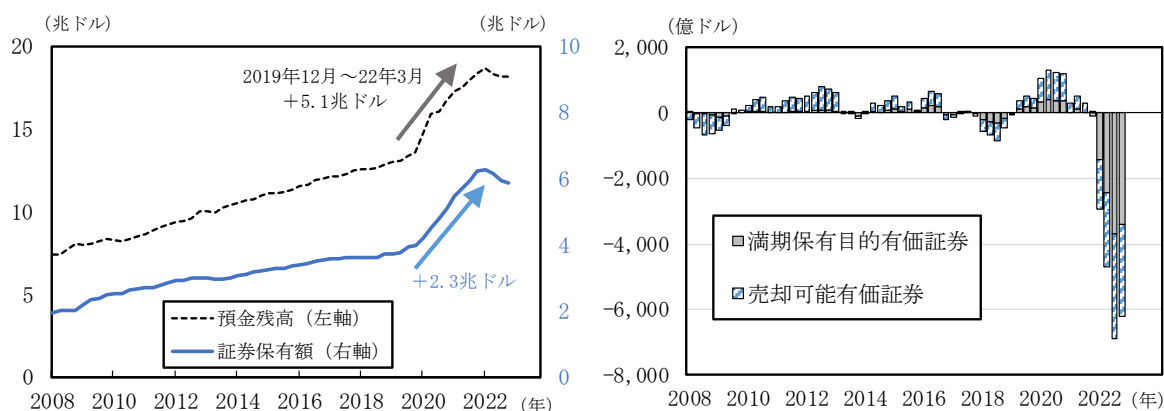 (兆ドル)
(兆ドル)
20
15
10
5
0
10
8
6
4
2
0
2019年12月~22年3月
+5.1兆ドル
+2.3兆ドル
預金残高(左軸)
証券保有額(右軸)
2008 2010 2012 2014 2016 2018 2020 2022 (年)
(億ドル)
2,000
0
-2,000
-4,000
-6,000
-8,000
満期保有目的有価証券
売却可能有価証券
2008 2010 2012 2014 2016 2018 2020 2022 (年)